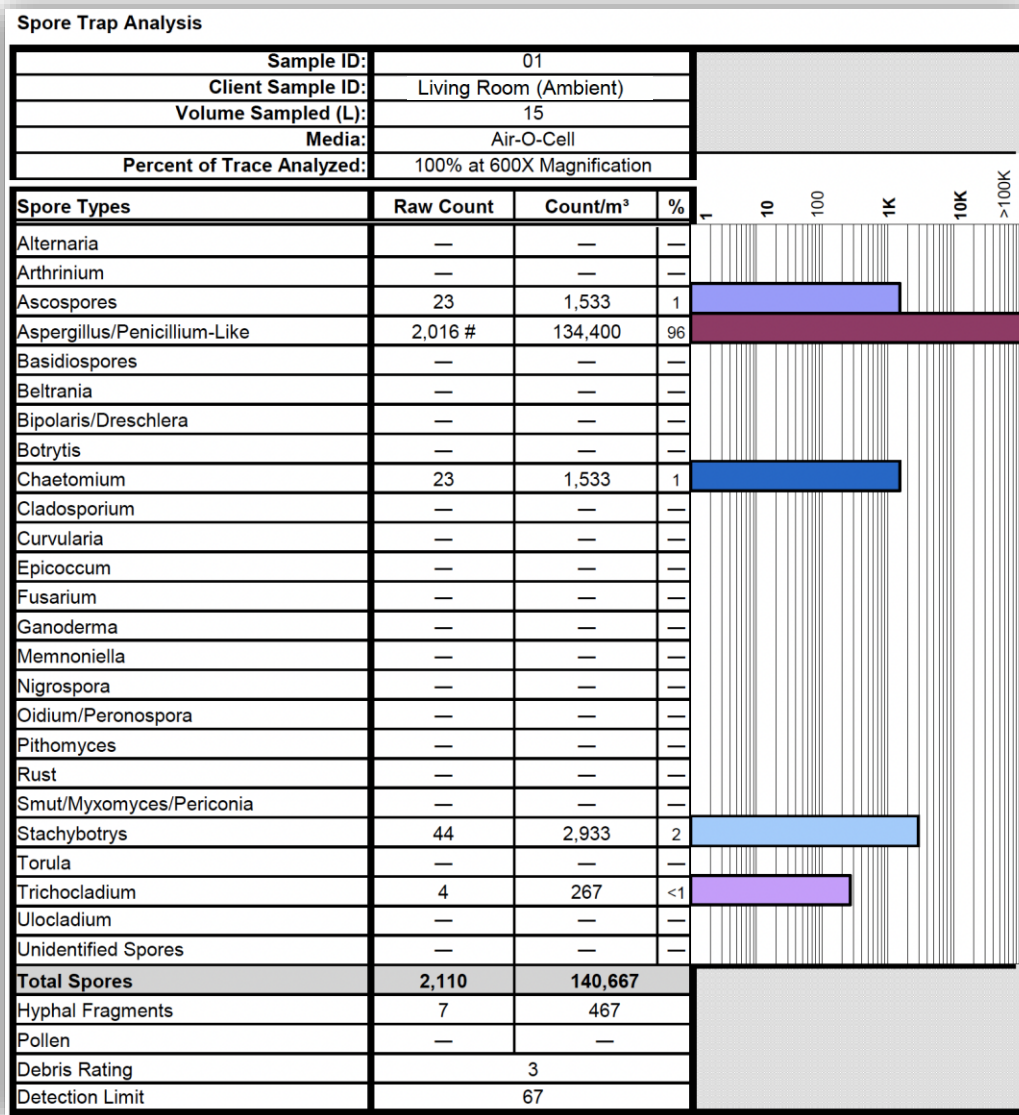 Spore Trap Analysis
Sample ID: 01
Client Sample ID: Living Room (Ambient)
Volume Sampled (L): 15
Media: Air-O-Cell
Percent of Trace Analyzed: 100% at 600X Magnification
Spore Types Raw Count Count/m³ % 1 10 100 1K 10K >100K
Alternaria — — —
Arthrinium — — —
Ascospores 23 1,533 1
Aspergillus/Penicillium-Like 2,016 # 134,400 96
Basidiospores — — —
Beltrania — — —
Bipolaris/Dreschlera — — —
Botrytis — — —
Chaetomium 23 1,533 1
Cladosporium — — —
Curvularia — — —
Epicoccum — — —
Fusarium — — —
Ganoderma — — —
Memnoniella — — —
Nigrospora — — —
Oidium/Peronospora — — —
Pithomyces — — —
Rust — — —
Smut/Myxomyces/Periconia — — —
Stachybotrys 44 2,933 2
Torula — — —
Trichocladium 4 267 <1
Ulocladium — — —
Unidentified Spores — — —
Total Spores 2,110 140,667
Hyphal Fragments 7 467
Pollen — —
Debris Rating 3
Detection Limit 67